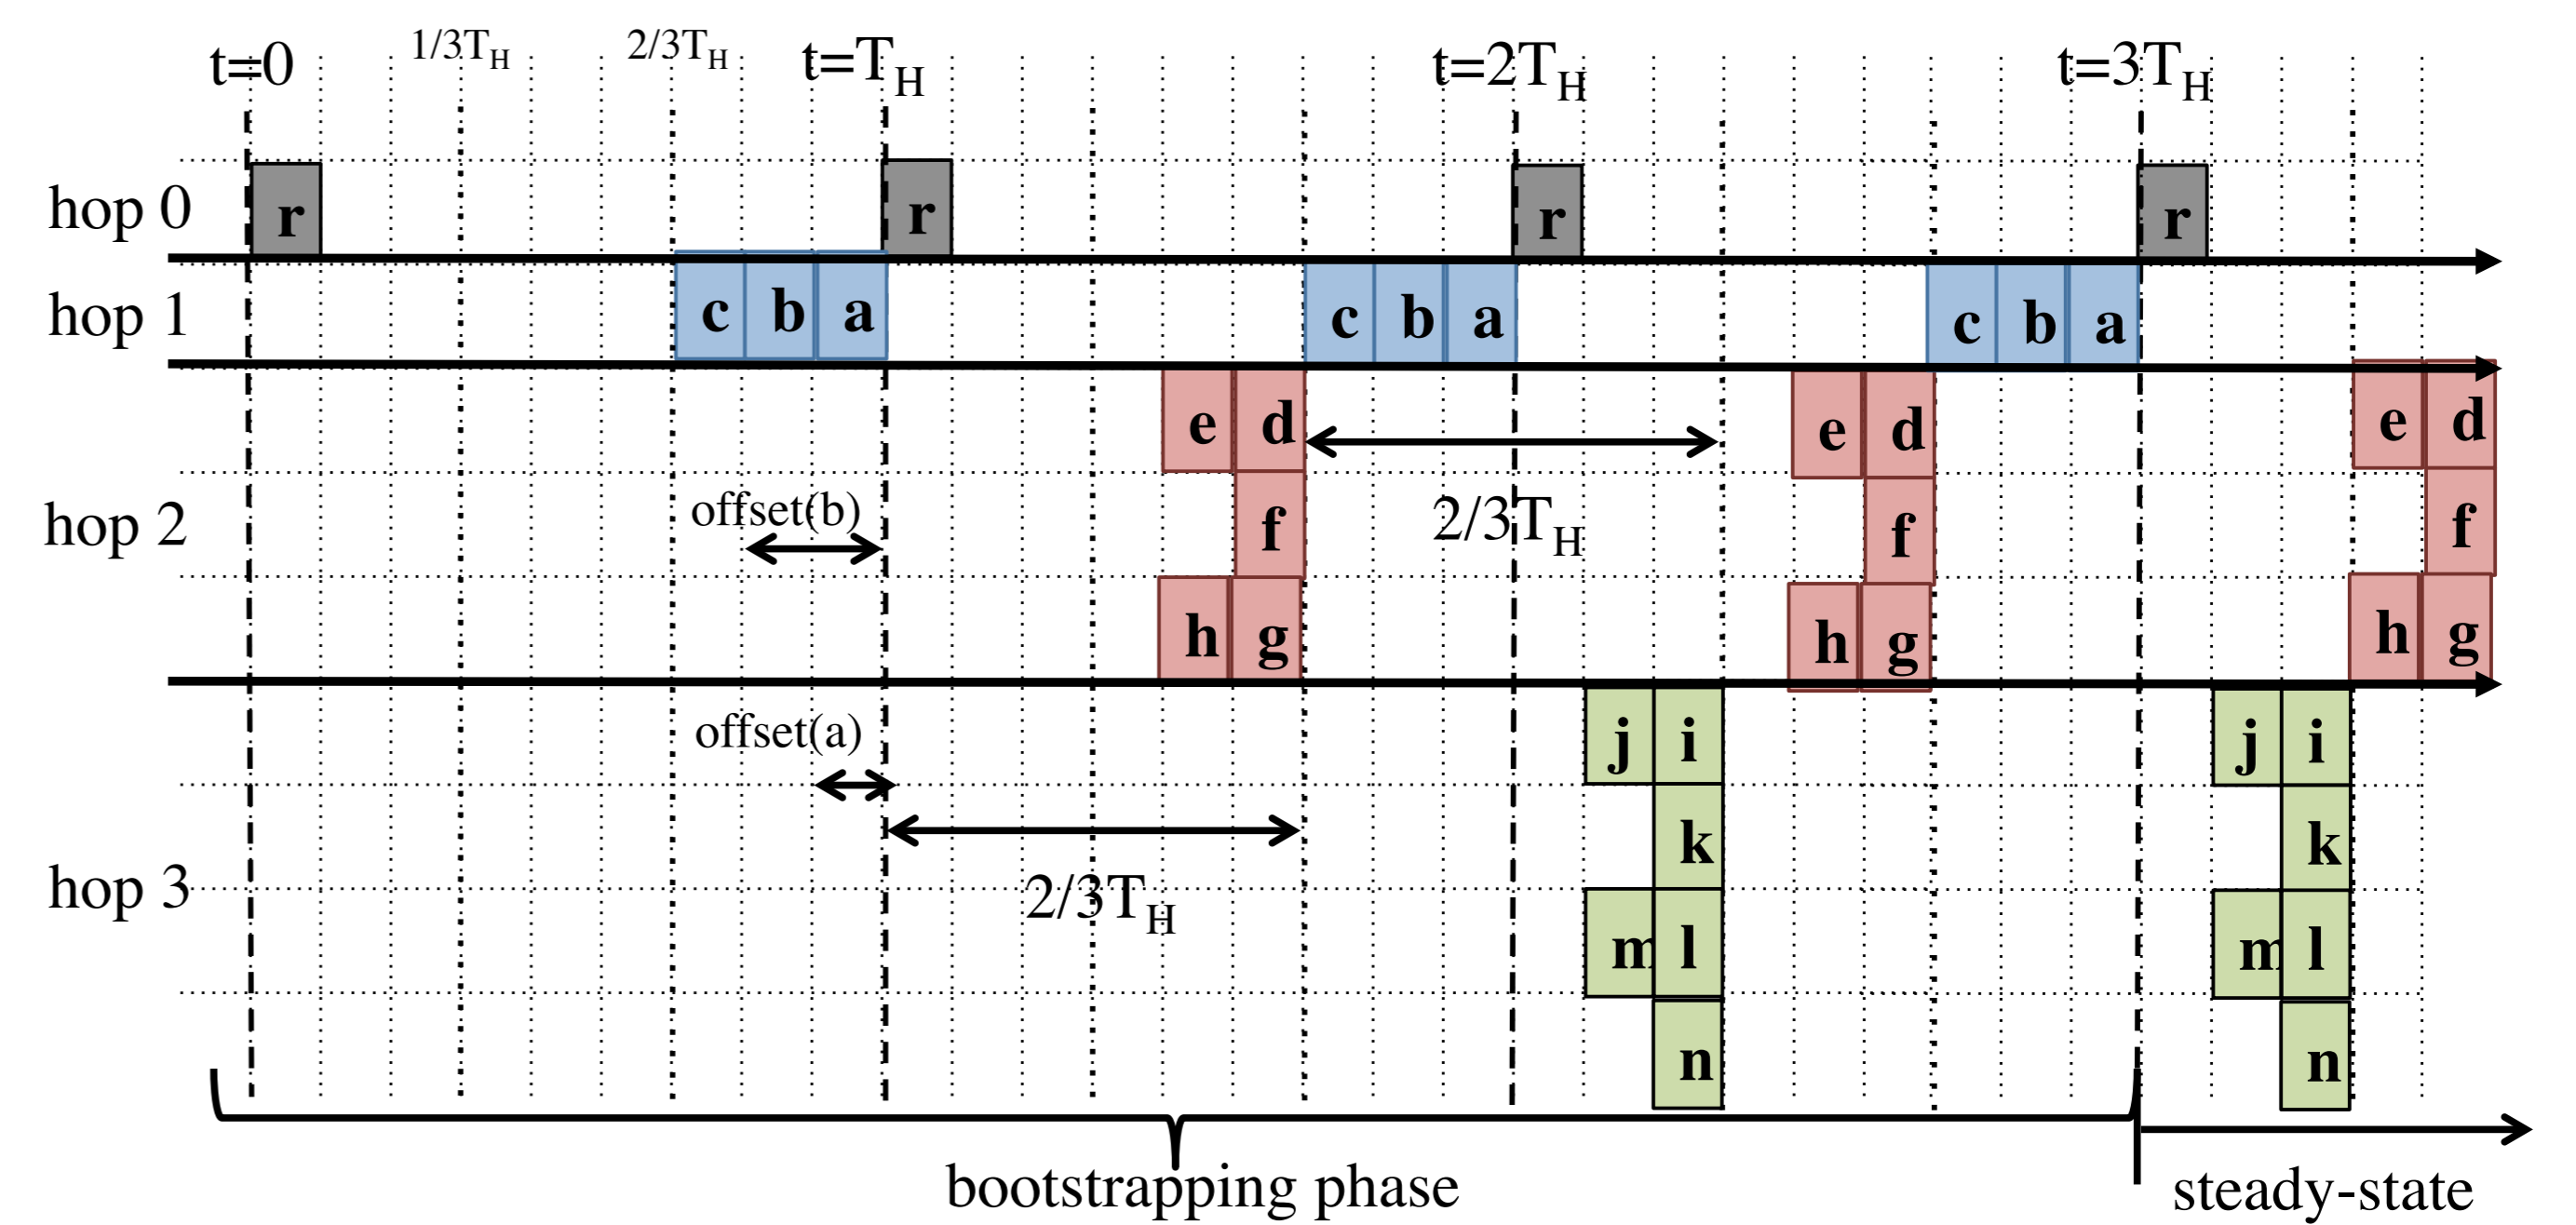 t=0 1/3T_H 2/3T_H t=T_H t=2T_H t=3T_H
hop 0 r r r r
hop 1 c b a c b a c b a
e d e d e d
hop 2 offset(b) f 2/3T_H f f
h g h g h g
offset(a) j i j i
k k
hop 3 2/3T_H
m l m l
n n
bootstrapping phase steady-state